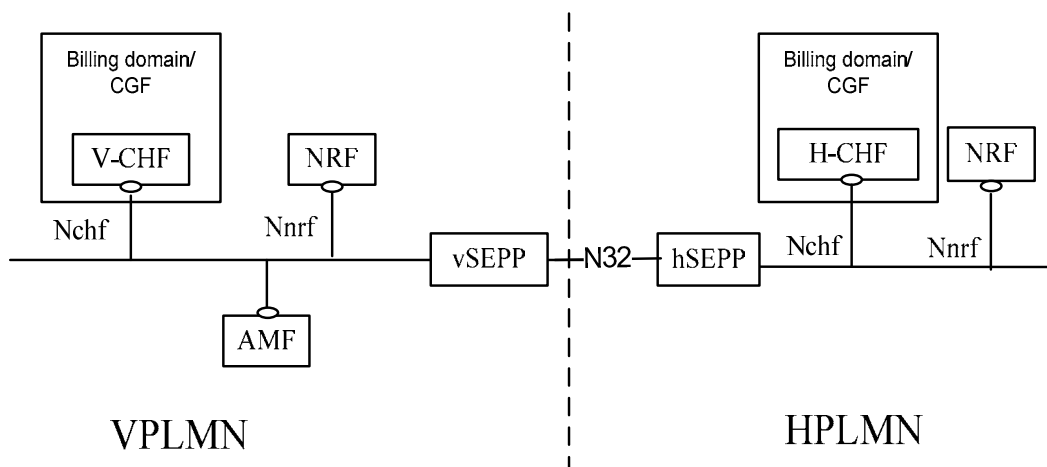 Billing domain/
CGF
V-CHF
NRF
Nchf
Nnrf
vSEPP
AMF
VPLMN
N32
Billing domain/
CGF
H-CHF
NRF
hSEPP
Nchf
Nnrf
HPLMN